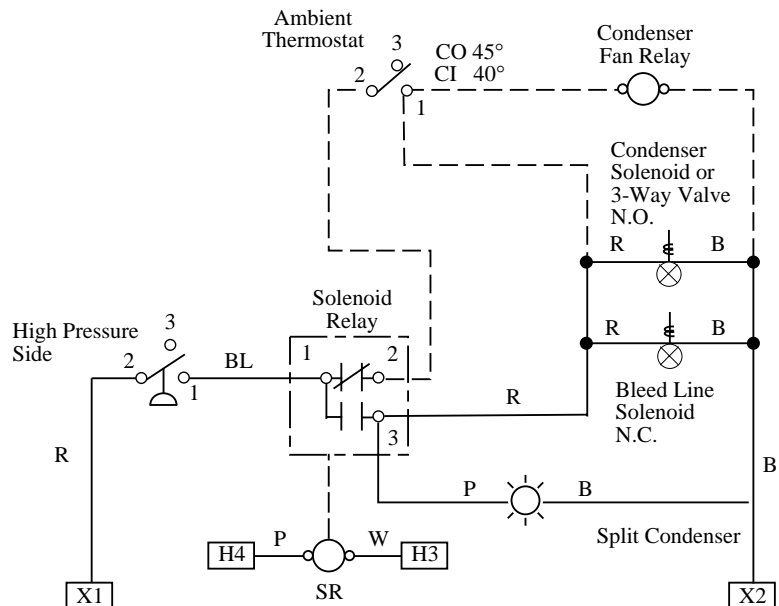 Ambient
Thermostat
3
2
1
CO 45°
CI 40°
Condenser
Fan Relay
Condenser
Solenoid or
3-Way Valve
N.O.
R
B
R
B
Bleed Line
Solenoid
N.C.
High Pressure
Side
3
2
1
BL
Solenoid
Relay
1
2
3
R
R
P
B
B
Split Condenser
H4
P
W
H3
SR
X1
X2